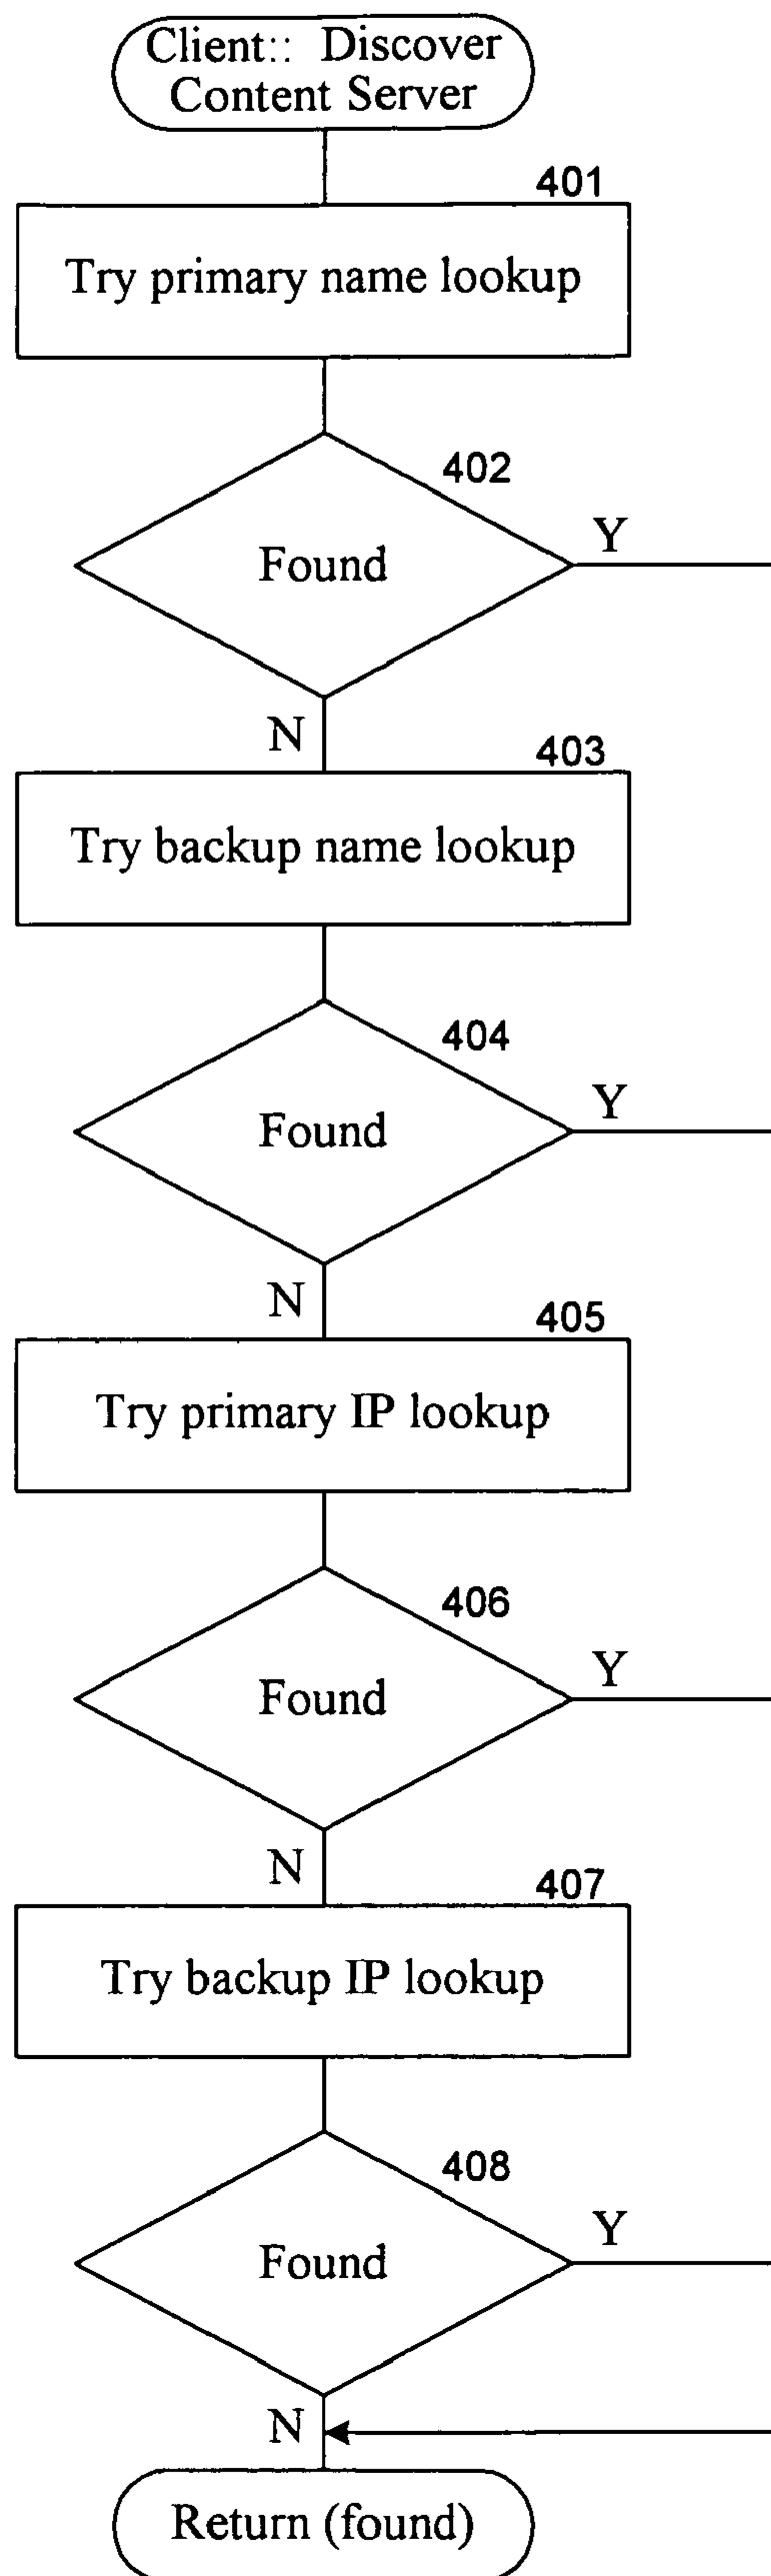 Client:: Discover
Content Server
401
Try primary name lookup
402
Found
Y
N
403
Try backup name lookup
404
Found
Y
N
405
Try primary IP lookup
406
Found
Y
N
407
Try backup IP lookup
408
Found
Y
N
Return (found)